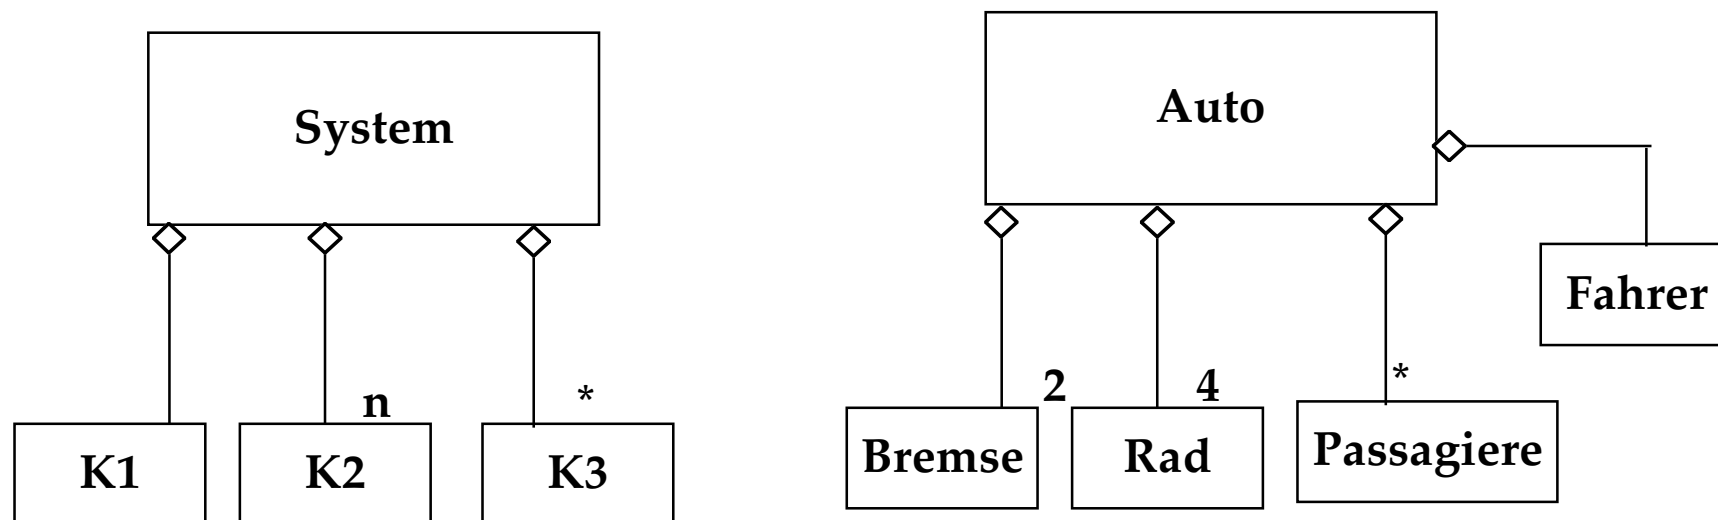 System
n
*
K1
K2
K3
Auto
Fahrer
2
4
*
Bremse
Rad
Passagiere